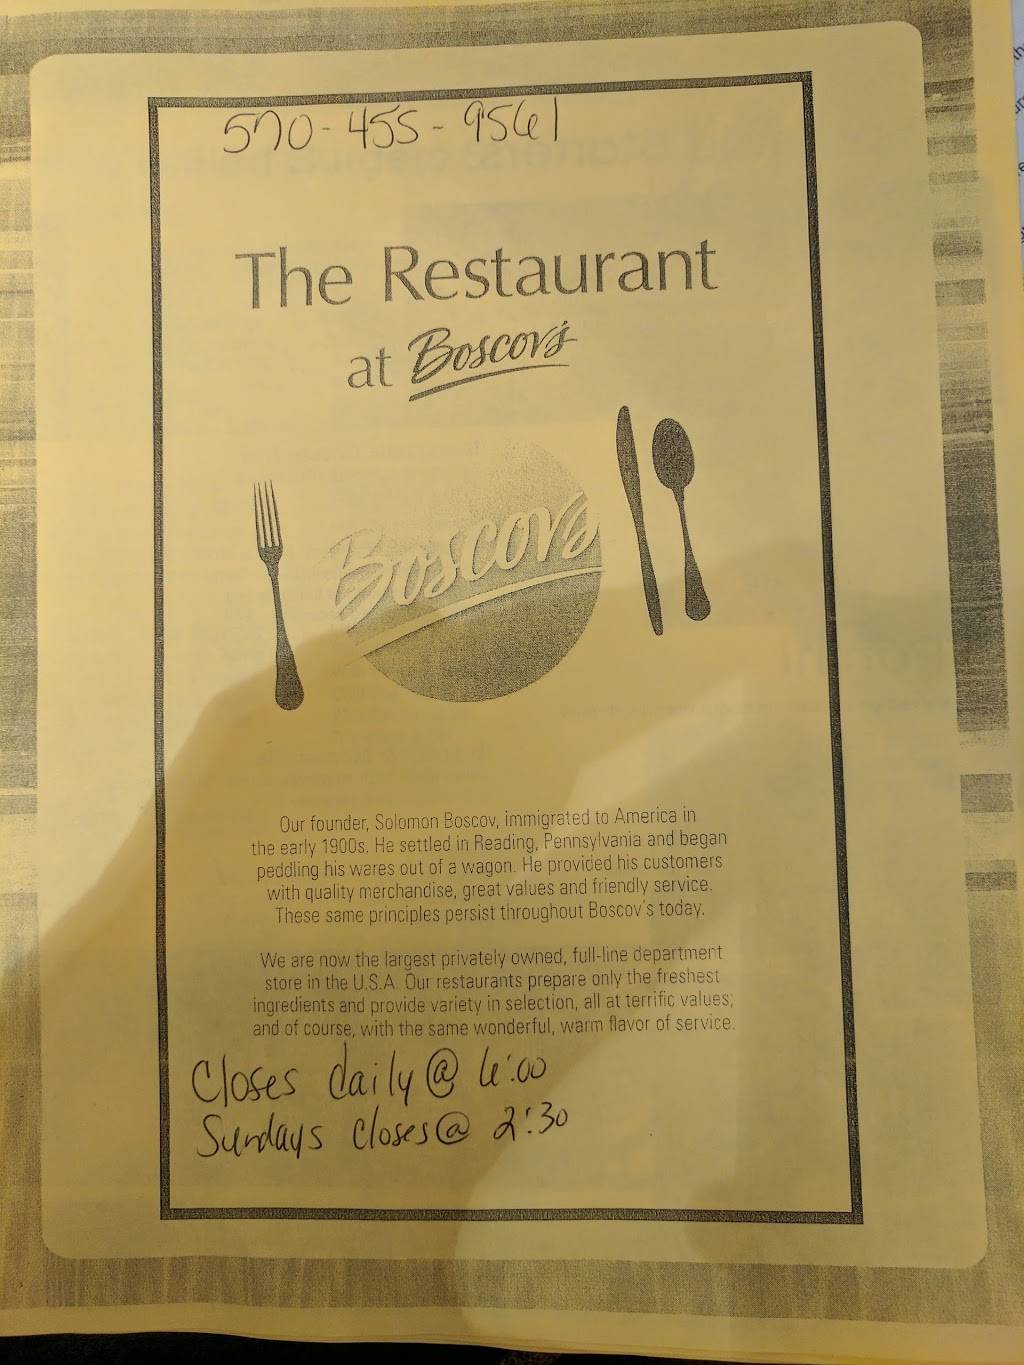 570-455-9561
The Restaurant
at Boscov's
Boscov's
Our founder, Solomon Boscov, immigrated to America in
the early 1900s. He settled in Reading, Pennsylvania and began
peddling his wares out of a wagon. He provided his customers
with quality merchandise, great values and friendly service.
These same principles persist throughout Boscov's today.
We are now the largest privately owned, full-line department
store in the U.S.A. Our restaurants prepare only the freshest
ingredients and provide variety in selection, all at terrific values;
and of course, with the same wonderful, warm flavor of service.
Closes daily @ 6:00
Sundays closes @ 2:30